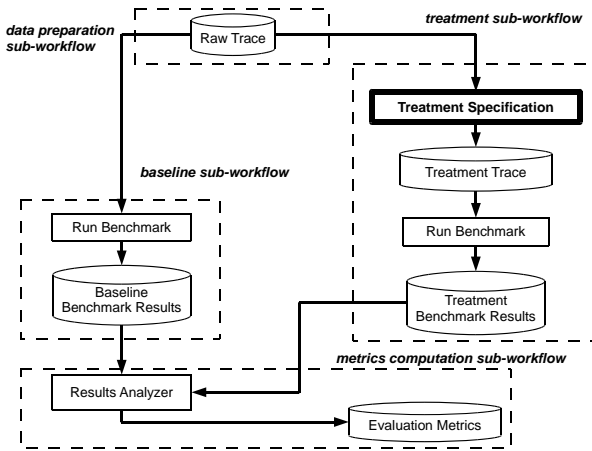 data preparation
sub-workflow
Raw Trace
treatment sub-workflow
Treatment Specification
Treatment Trace
baseline sub-workflow
Run Benchmark
Run Benchmark
Baseline
Benchmark Results
Treatment
Benchmark Results
metrics computation sub-workflow
Results Analyzer
Evaluation Metrics